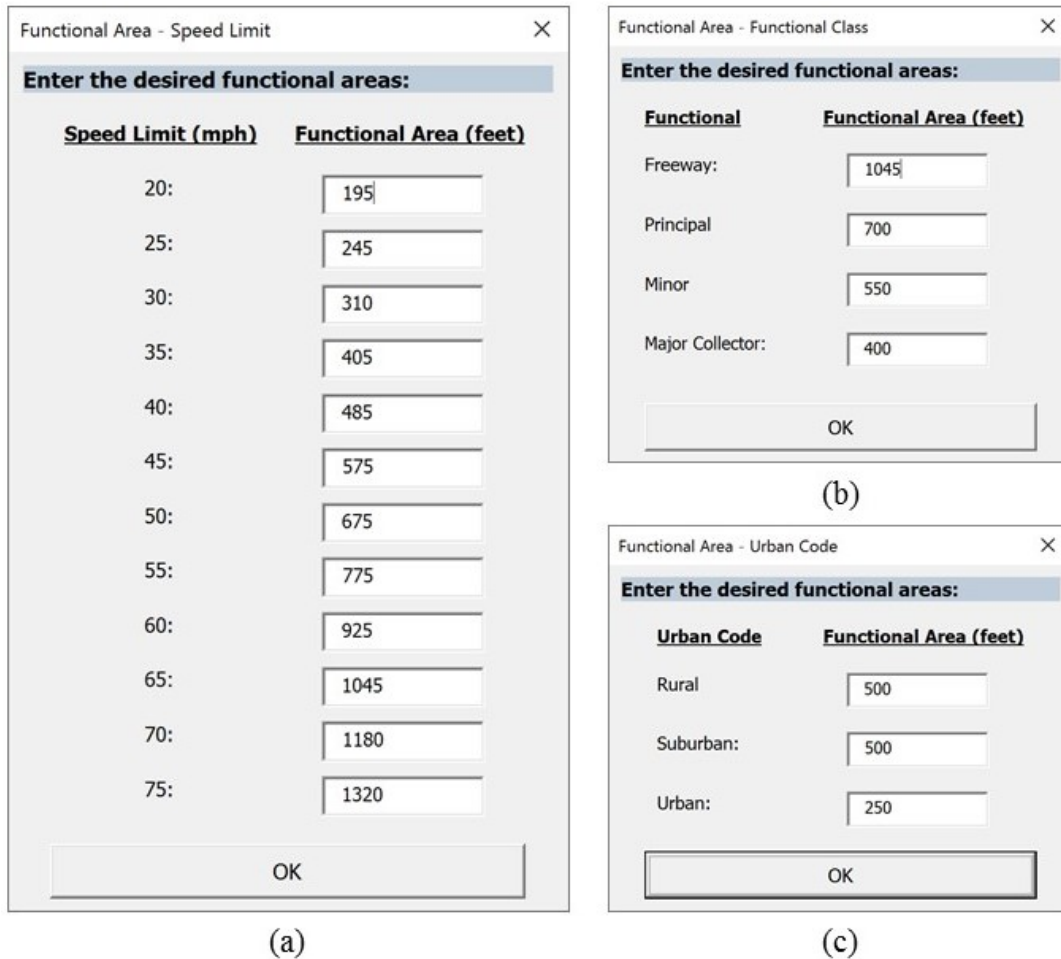 Functional Area - Speed Limit
Enter the desired functional areas:
Speed Limit (mph) Functional Area (feet)
20: 195
25: 245
30: 310
35: 405
40: 485
45: 575
50: 675
55: 775
60: 925
65: 1045
70: 1180
75: 1320
OK
(a)
Functional Area - Functional Class
Enter the desired functional areas:
Functional Functional Area (feet)
Freeway: 1045
Principal 700
Minor 550
Major Collector: 400
OK
(b)
Functional Area - Urban Code
Enter the desired functional areas:
Urban Code Functional Area (feet)
Rural 500
Suburban: 500
Urban: 250
OK
(c)